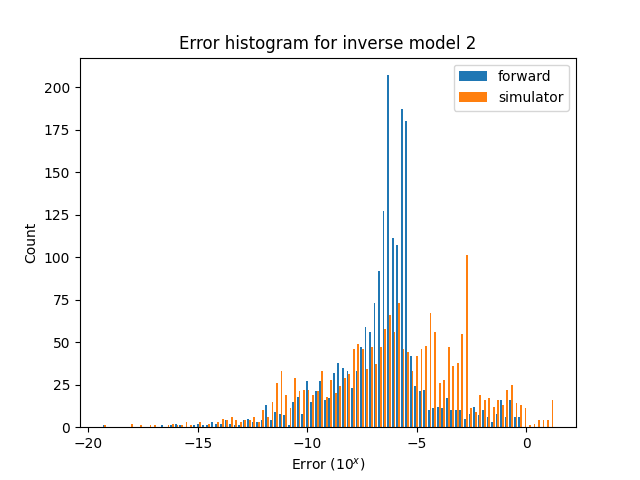 Error histogram for inverse model 2
forward
simulator
Count
200
175
150
125
100
75
50
25
0
−20 −15 −10 −5 0
Error (10^x)